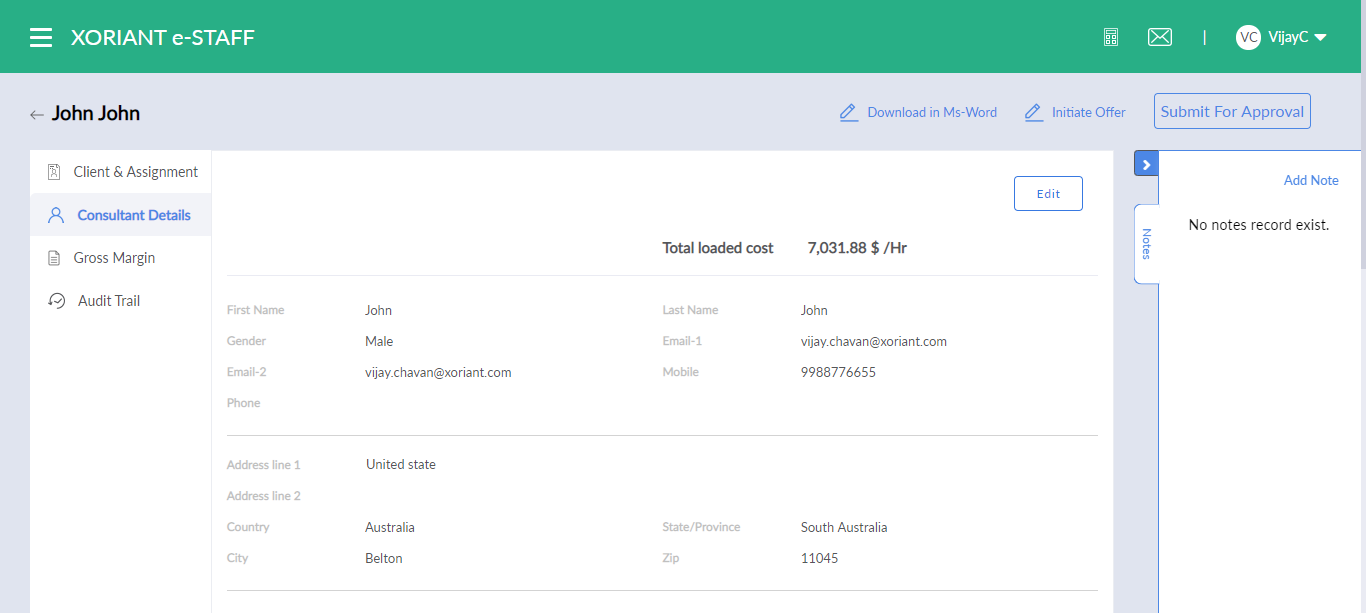 XORIANT e-STAFF
|
VC VijayC
← John John
Download in Ms-Word
Initiate Offer
Submit For Approval
Client & Assignment
Consultant Details
Gross Margin
Audit Trail
Edit
Total loaded cost 7,031.88 $ /Hr
First Name John Last Name John
Gender Male Email-1 vijay.chavan@xoriant.com
Email-2 vijay.chavan@xoriant.com Mobile 9988776655
Phone
Address line 1 United state
Address line 2
Country Australia State/Province South Australia
City Belton Zip 11045
Notes
Add Note
No notes record exist.